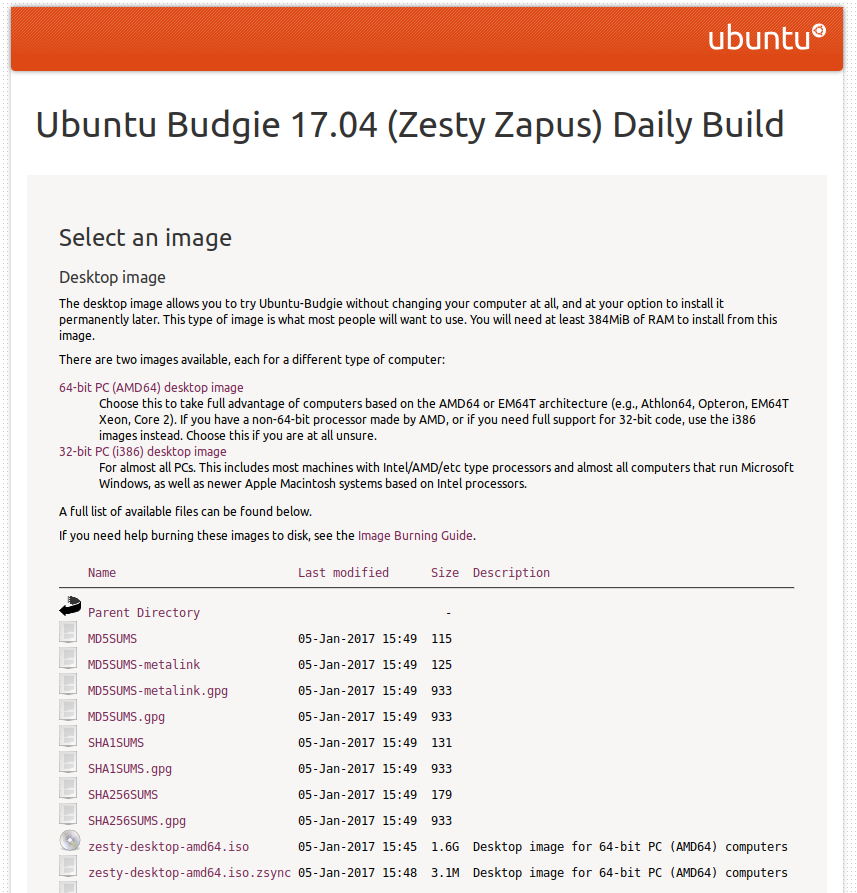 ubuntu
Ubuntu Budgie 17.04 (Zesty Zapus) Daily Build
Select an image
Desktop image
The desktop image allows you to try Ubuntu-Budgie without changing your computer at all, and at your option to install it
permanently later. This type of image is what most people will want to use. You will need at least 384MiB of RAM to install from this
image.
There are two images available, each for a different type of computer:
64-bit PC (AMD64) desktop image
Choose this to take full advantage of computers based on the AMD64 or EM64T architecture (e.g., Athlon64, Opteron, EM64T
Xeon, Core 2). If you have a non-64-bit processor made by AMD, or if you need full support for 32-bit code, use the i386
images instead. Choose this if you are at all unsure.
32-bit PC (i386) desktop image
For almost all PCs. This includes most machines with Intel/AMD/etc type processors and almost all computers that run Microsoft
Windows, as well as newer Apple Macintosh systems based on Intel processors.
A full list of available files can be found below.
If you need help burning these images to disk, see the Image Burning Guide.
Name Last modified Size Description
Parent Directory -
MD5SUMS 05-Jan-2017 15:49 115
MD5SUMS-metalink 05-Jan-2017 15:49 125
MD5SUMS-metalink.gpg 05-Jan-2017 15:49 933
MD5SUMS.gpg 05-Jan-2017 15:49 933
SHA1SUMS 05-Jan-2017 15:49 131
SHA1SUMS.gpg 05-Jan-2017 15:49 933
SHA256SUMS 05-Jan-2017 15:49 179
SHA256SUMS.gpg 05-Jan-2017 15:49 933
zesty-desktop-amd64.iso 05-Jan-2017 15:45 1.6G Desktop image for 64-bit PC (AMD64) computers
zesty-desktop-amd64.iso.zsync 05-Jan-2017 15:48 3.1M Desktop image for 64-bit PC (AMD64) computers